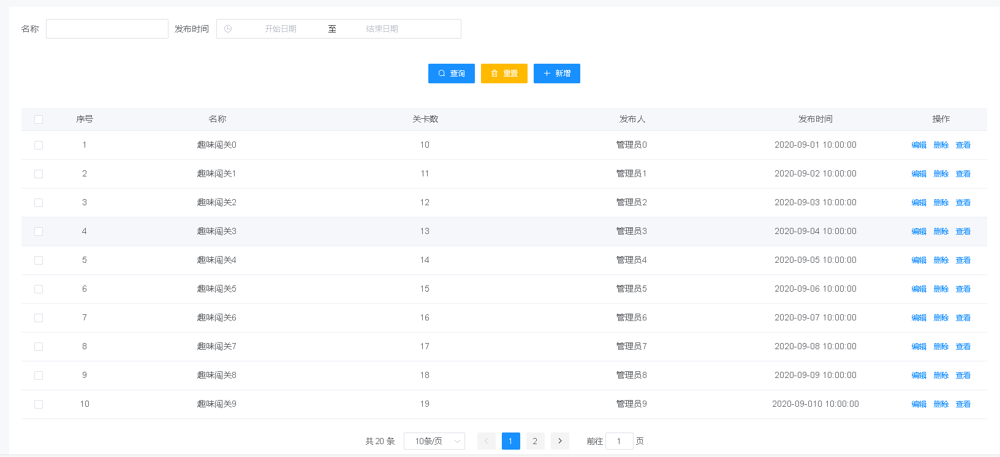 名称 发布时间 开始日期 至 结束日期
查询 重置 新增
序号 名称 关卡数 发布人 发布时间 操作
1 趣味闯关0 10 管理员0 2020-09-01 10:00:00 编辑 删除 查看
2 趣味闯关1 11 管理员1 2020-09-02 10:00:00 编辑 删除 查看
3 趣味闯关2 12 管理员2 2020-09-03 10:00:00 编辑 删除 查看
4 趣味闯关3 13 管理员3 2020-09-04 10:00:00 编辑 删除 查看
5 趣味闯关4 14 管理员4 2020-09-05 10:00:00 编辑 删除 查看
6 趣味闯关5 15 管理员5 2020-09-06 10:00:00 编辑 删除 查看
7 趣味闯关6 16 管理员6 2020-09-07 10:00:00 编辑 删除 查看
8 趣味闯关7 17 管理员7 2020-09-08 10:00:00 编辑 删除 查看
9 趣味闯关8 18 管理员8 2020-09-09 10:00:00 编辑 删除 查看
10 趣味闯关9 19 管理员9 2020-09-010 10:00:00 编辑 删除 查看
共 20 条 10条/页 1 2 前往 1 页